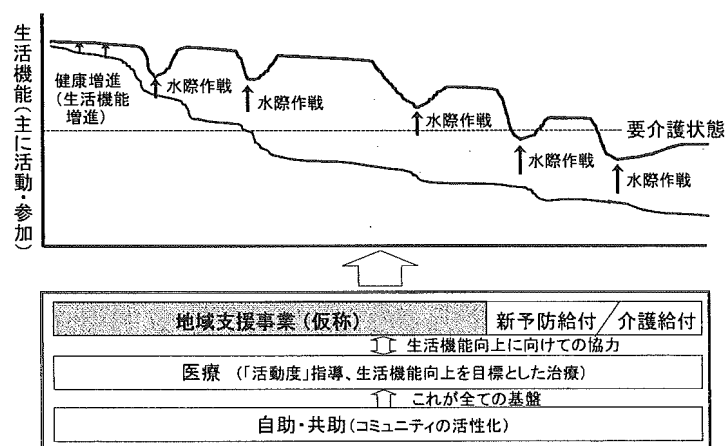 生活機能(主に活動・参加)
健康増進
(生活機能
増進)
水際作戦
水際作戦
水際作戦
要介護状態
水際作戦
水際作戦
地域支援事業(仮称)
新予防給付/介護給付
生活機能向上に向けての協力
医療 (「活動度」指導、生活機能向上を目標とした治療)
これが全ての基盤
自助・共助(コミュニティの活性化)